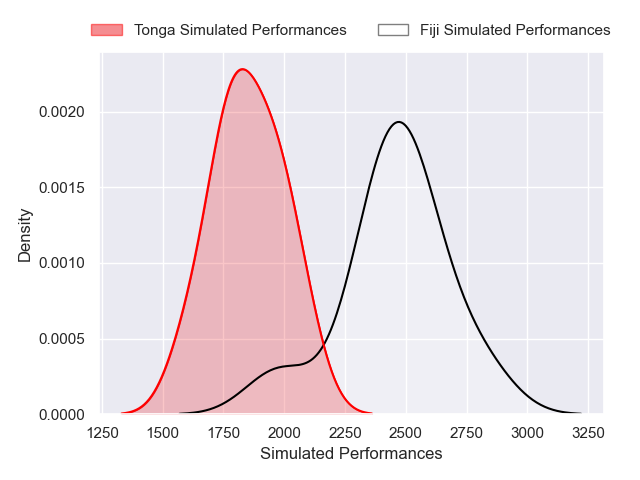 Tonga Simulated Performances Fiji Simulated Performances
Density
0.0020
0.0015
0.0010
0.0005
0.0000
1250 1500 1750 2000 2250 2500 2750 3000 3250
Simulated Performances